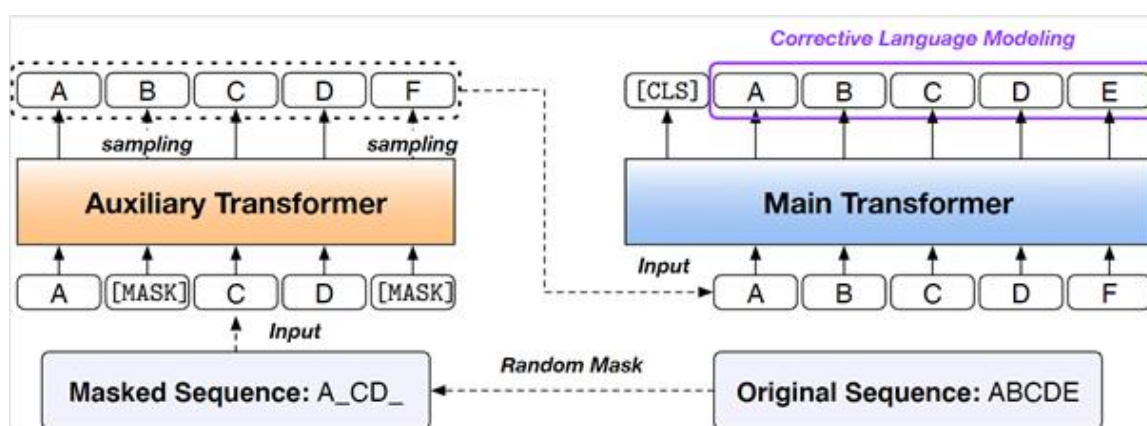 Corrective Language Modeling
A B C D F
[CLS] A B C D E
sampling sampling
Auxiliary Transformer
Main Transformer
Input
A [MASK] C D [MASK]
A B C D F
Input
Random Mask
Masked Sequence: A_CD_
Original Sequence: ABCDE